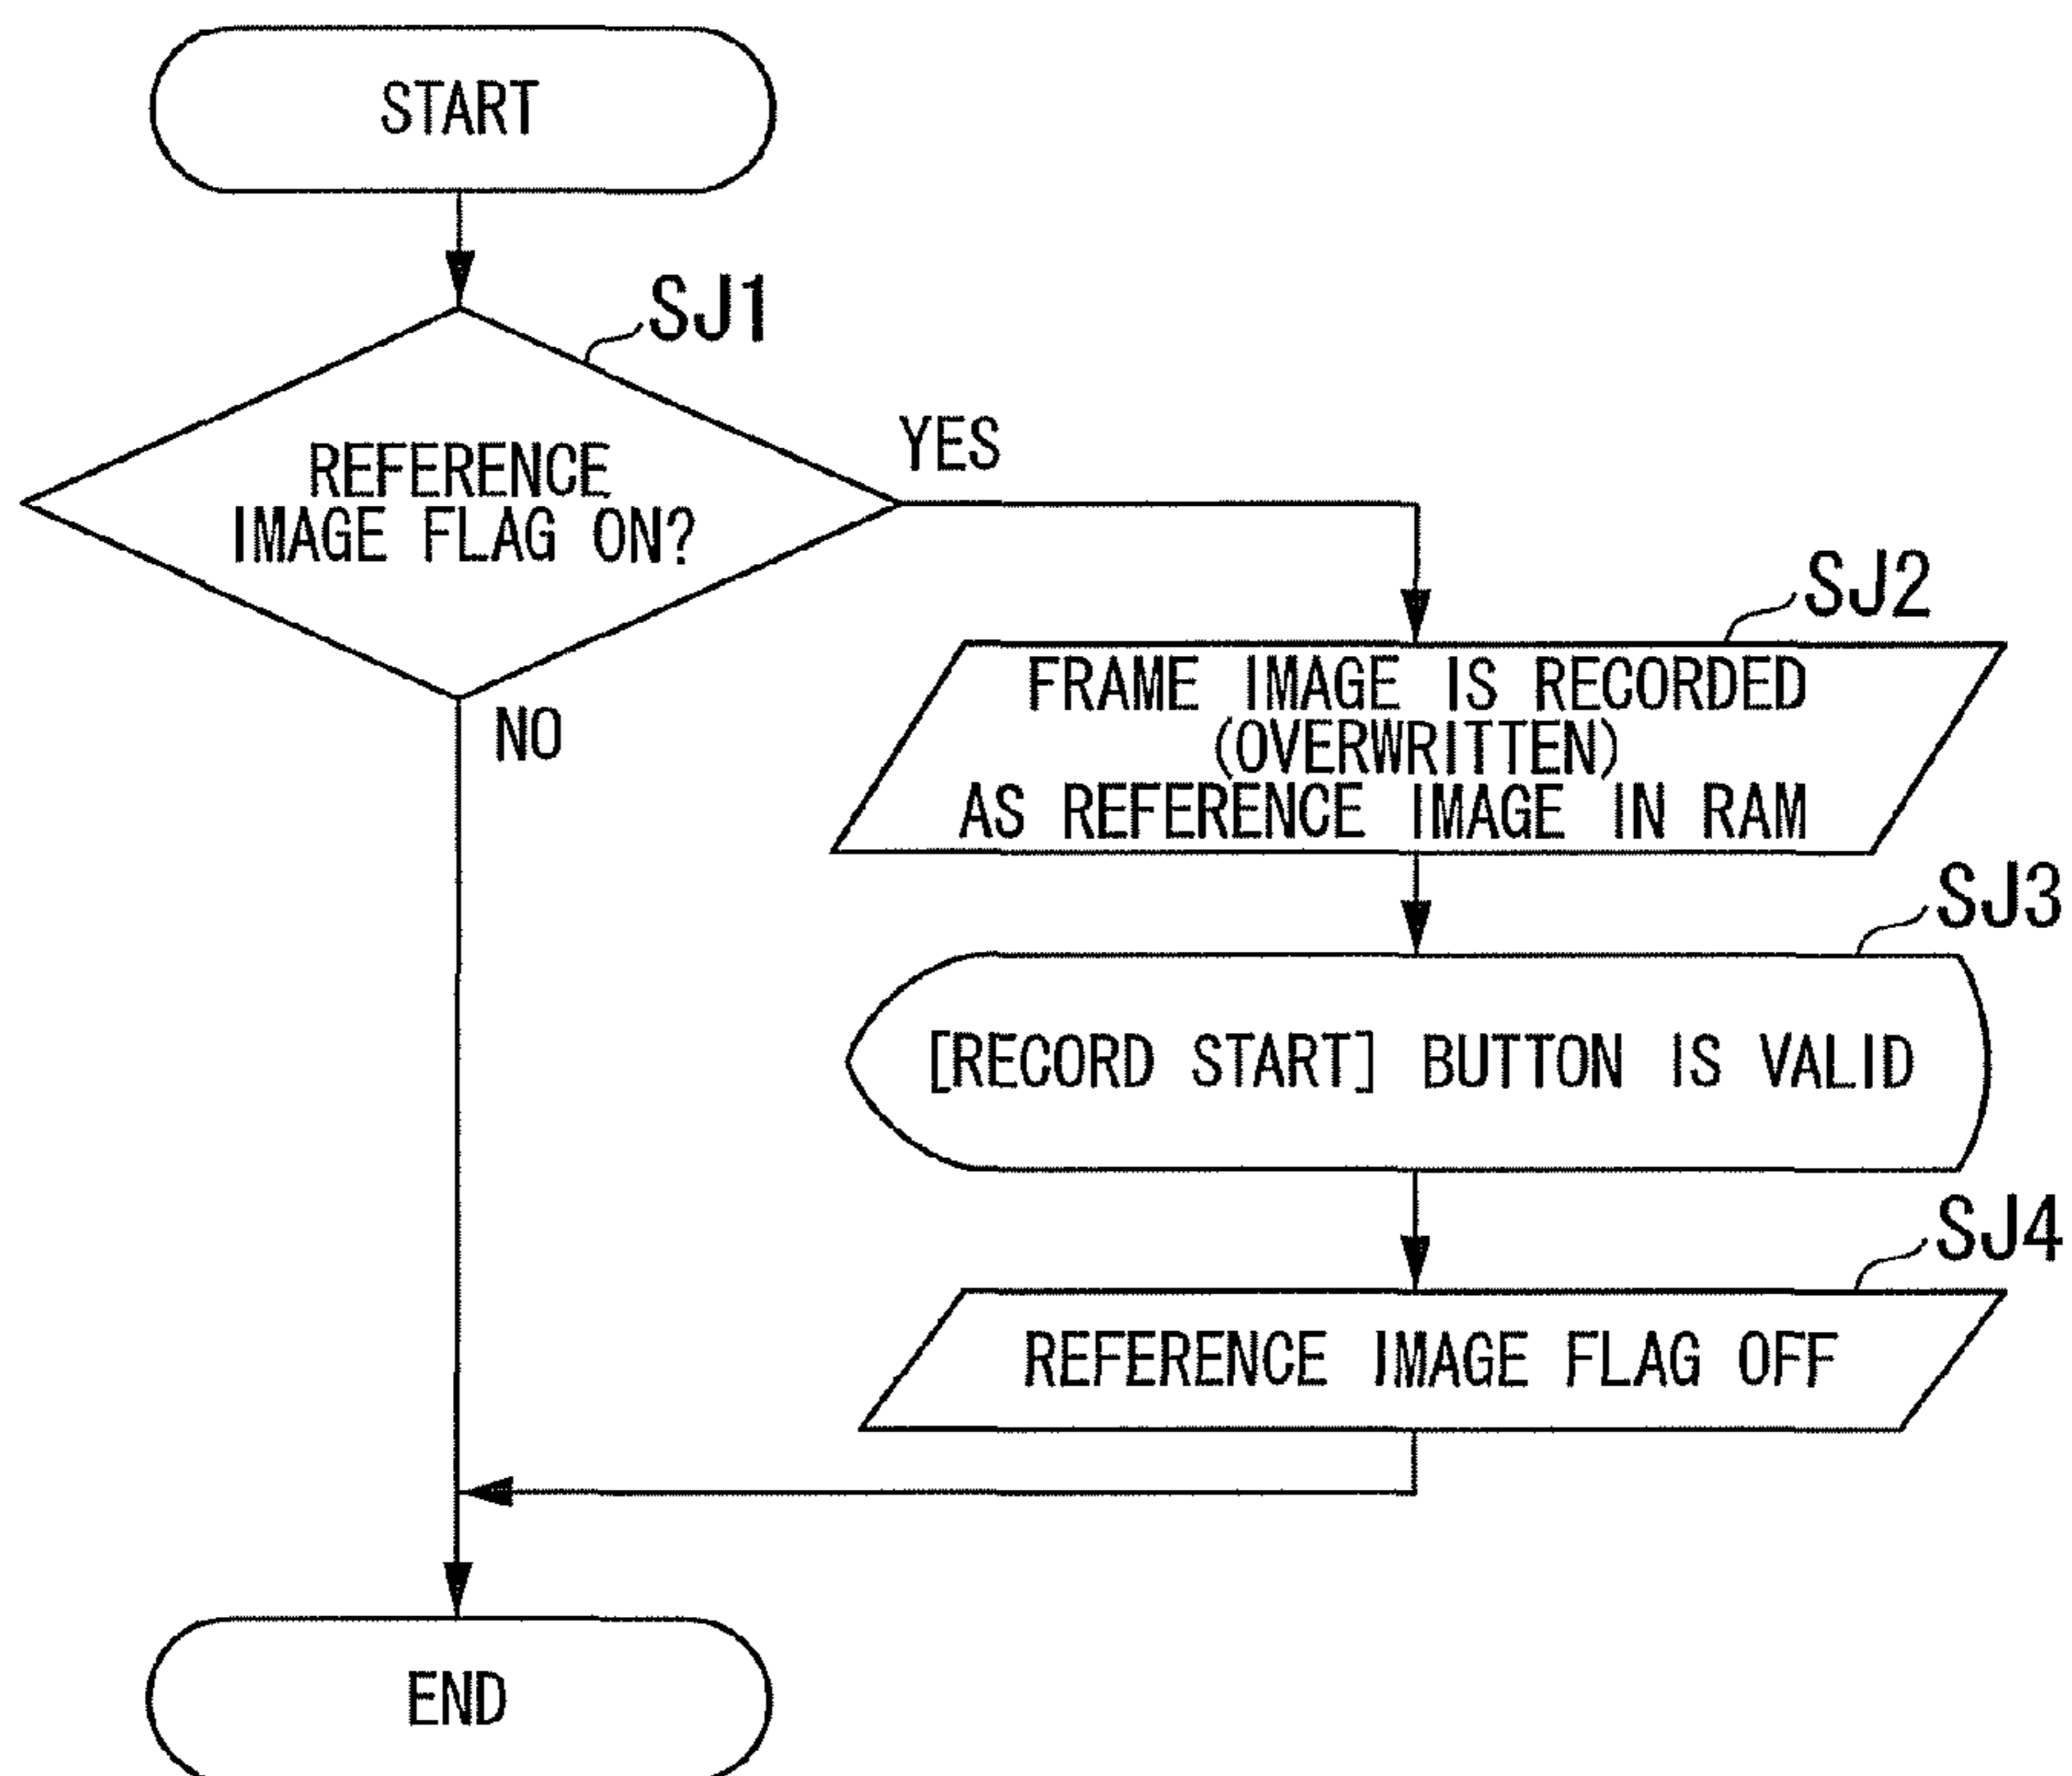 START
SJ1
REFERENCE
IMAGE FLAG ON?
YES
NO
SJ2
FRAME IMAGE IS RECORDED
(OVERWRITTEN)
AS REFERENCE IMAGE IN RAM
SJ3
[RECORD START] BUTTON IS VALID
SJ4
REFERENCE IMAGE FLAG OFF
END